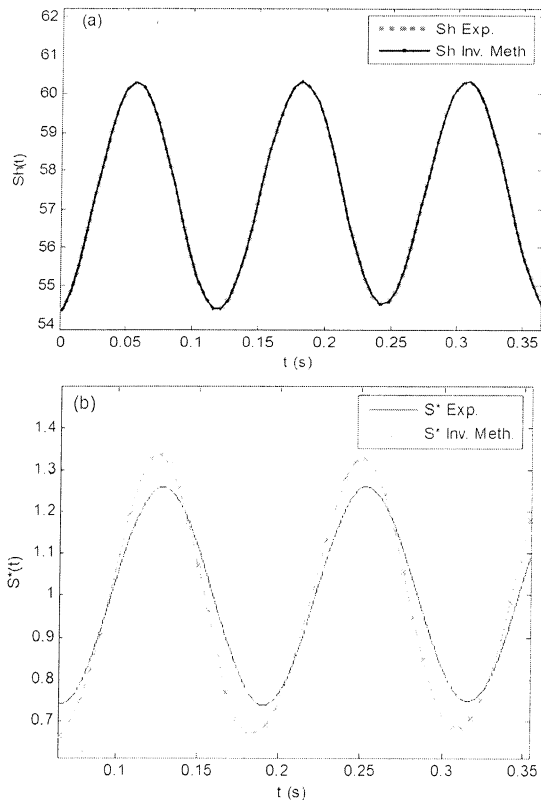 (a)
Sh Exp.
Sh Inv. Meth
62
61
60
59
58
57
56
55
54
Sh(t)
0 0.05 0.1 0.15 0.2 0.25 0.3 0.35
t (s)
(b)
S* Exp.
S* Inv. Meth.
1.4
1.3
1.2
1.1
1
0.9
0.8
0.7
S*(t)
0.1 0.15 0.2 0.25 0.3 0.35
t (s)